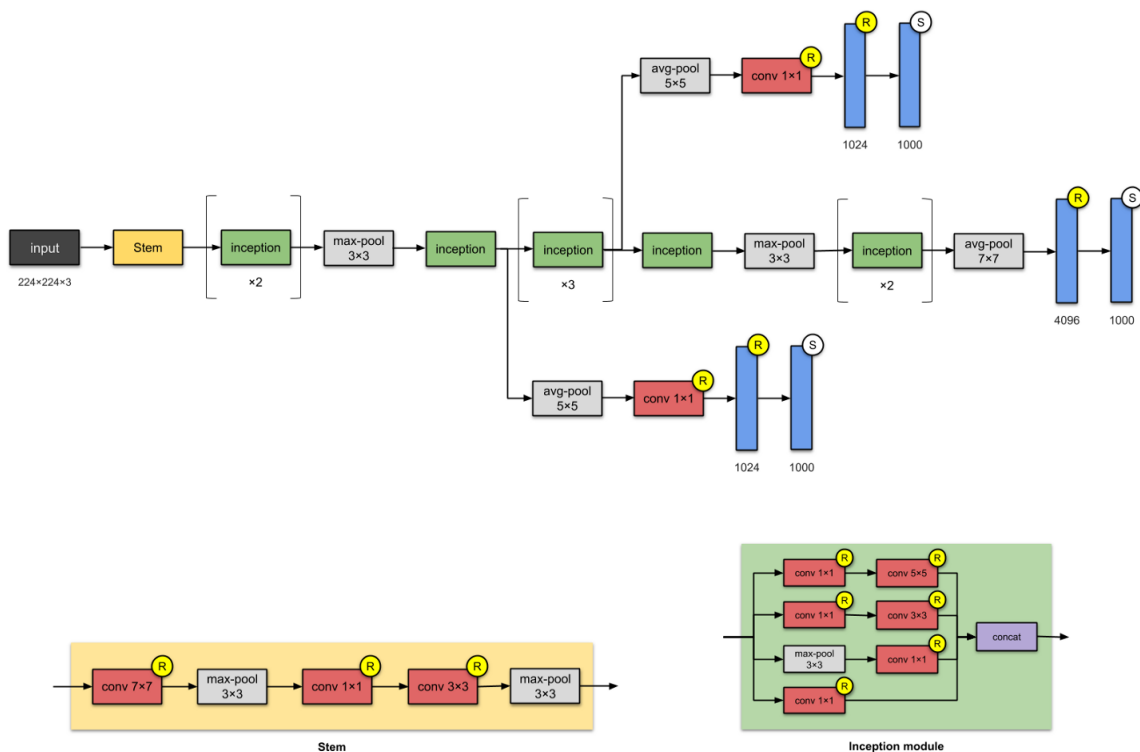 R
S
avg-pool
5×5
conv 1×1
R
1024
1000
input
224×224×3
Stem
inception
×2
max-pool
3×3
inception
inception
×3
inception
max-pool
3×3
inception
×2
avg-pool
7×7
R
S
4096
1000
avg-pool
5×5
conv 1×1
R
R
S
1024
1000
conv 7×7
R
max-pool
3×3
conv 1×1
R
conv 3×3
R
max-pool
3×3
Stem
conv 1×1
R
conv 5×5
R
conv 1×1
R
conv 3×3
R
max-pool
3×3
conv 1×1
R
conv 1×1
R
concat
Inception module